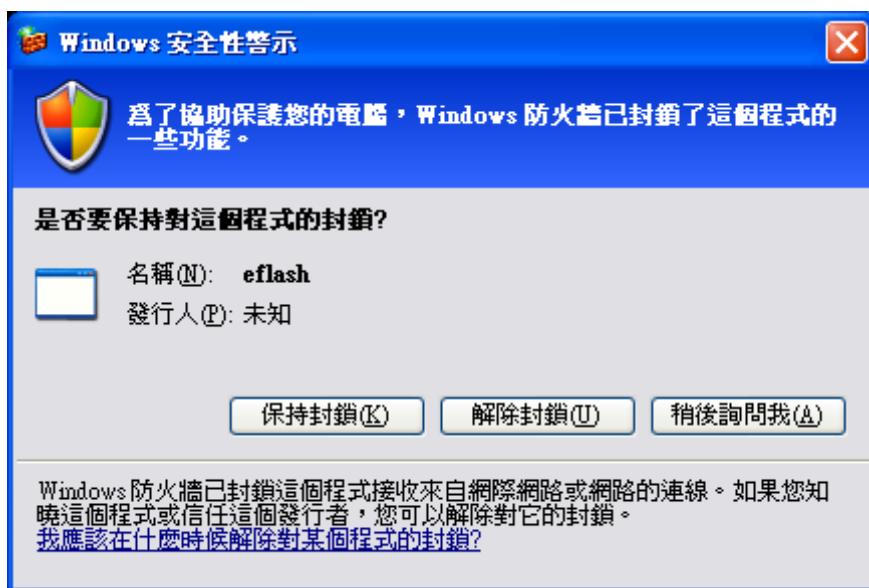 Windows 安全性警示
為了協助保護您的電腦，Windows 防火牆已封鎖了這個程式的
一些功能。
是否要保持對這個程式的封鎖?
名稱(N): eflash
發行人(P): 未知
保持封鎖(K) 解除封鎖(U) 稍後詢問我(A)
Windows 防火牆已封鎖這個程式接收來自網際網路或網路的連線。如果您知
曉這個程式或信任這個發行者，您可以解除對它的封鎖。
我應該在什麼時候解除對某個程式的封鎖?